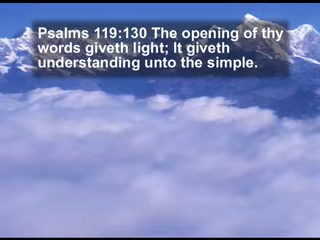 Psalms 119:130 The opening of thy
words giveth light; It giveth
understanding unto the simple.